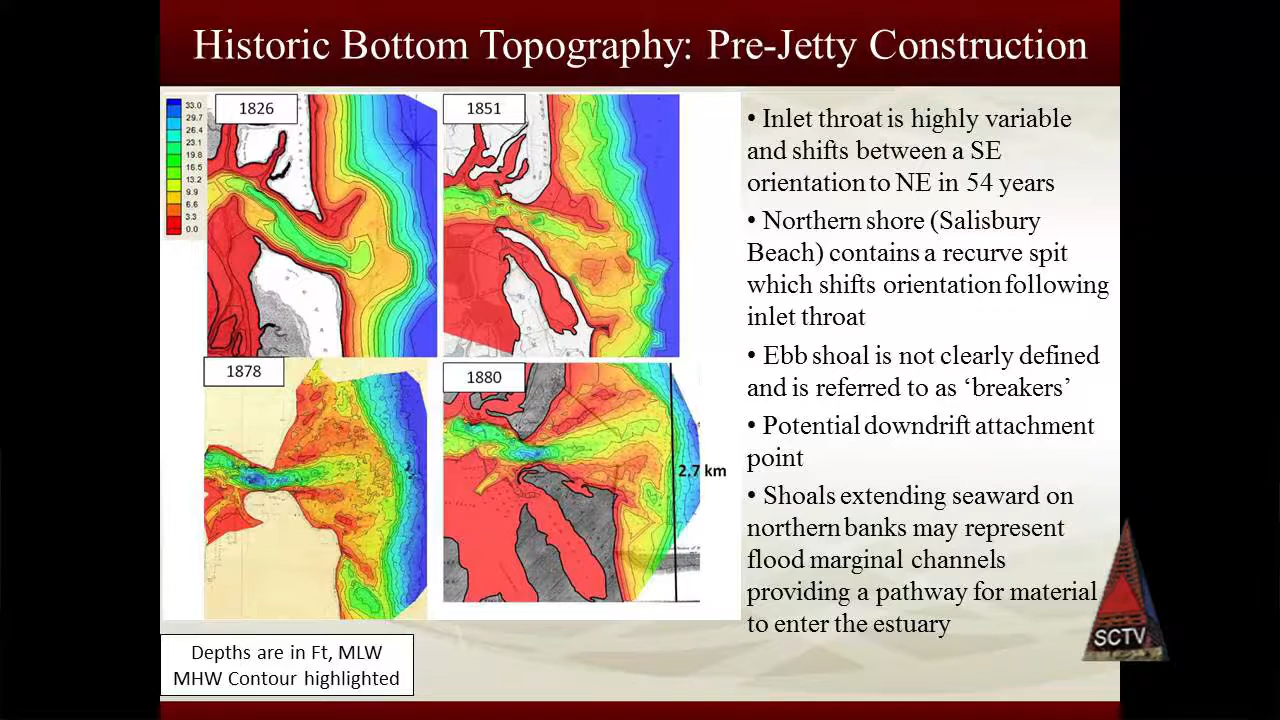 Historic Bottom Topography: Pre-Jetty Construction
1826
1851
33.0
29.7
26.4
23.1
19.8
16.5
13.2
9.9
6.6
3.3
0.0
1878
1880
2.7 km
Depths are in Ft, MLW
MHW Contour highlighted
• Inlet throat is highly variable
and shifts between a SE
orientation to NE in 54 years
• Northern shore (Salisbury
Beach) contains a recurve spit
which shifts orientation following
inlet throat
• Ebb shoal is not clearly defined
and is referred to as ‘breakers’
• Potential downdrift attachment
point
• Shoals extending seaward on
northern banks may represent
flood marginal channels
providing a pathway for material
to enter the estuary
SCTV